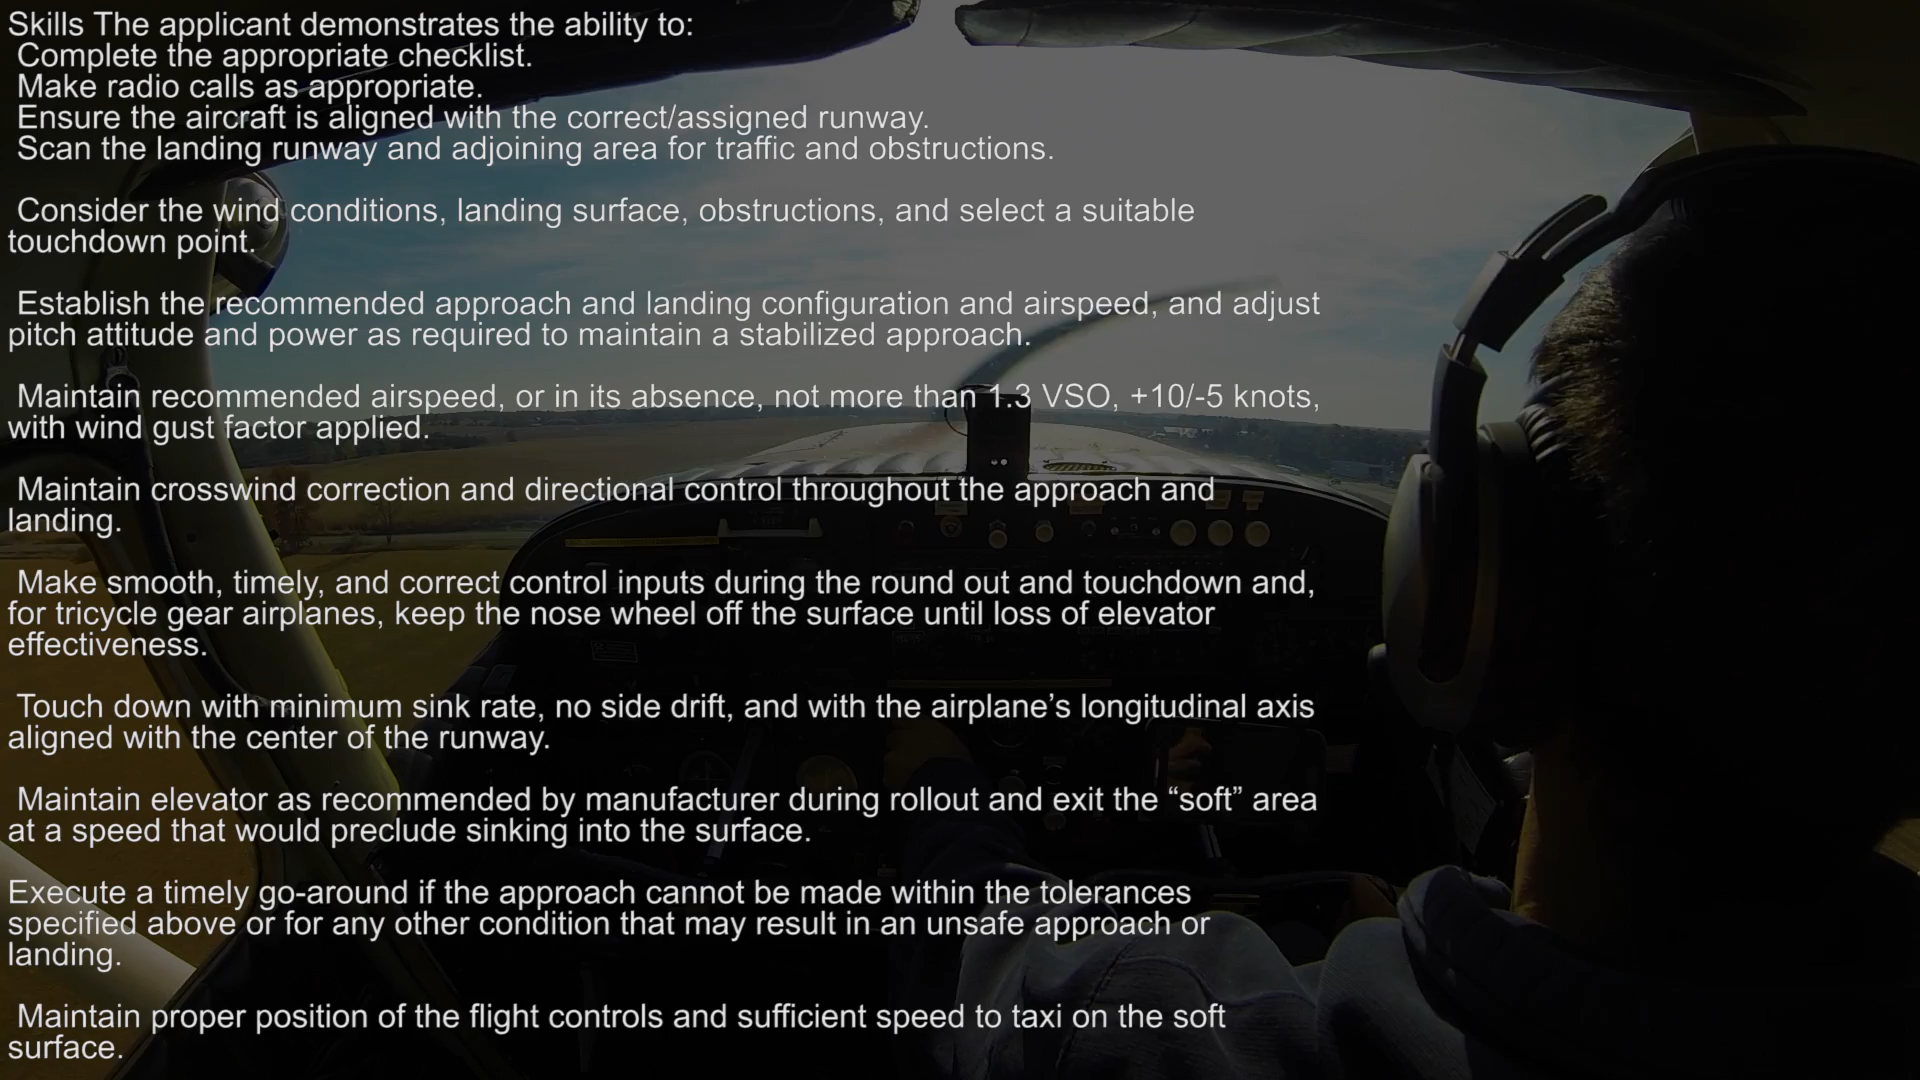 Skills The applicant demonstrates the ability to:
Complete the appropriate checklist.
Make radio calls as appropriate.
Ensure the aircraft is aligned with the correct/assigned runway.
Scan the landing runway and adjoining area for traffic and obstructions.
Consider the wind conditions, landing surface, obstructions, and select a suitable
touchdown point.
Establish the recommended approach and landing configuration and airspeed, and adjust
pitch attitude and power as required to maintain a stabilized approach.
Maintain recommended airspeed, or in its absence, not more than 1.3 VSO, +10/-5 knots,
with wind gust factor applied.
Maintain crosswind correction and directional control throughout the approach and
landing.
Make smooth, timely, and correct control inputs during the round out and touchdown and,
for tricycle gear airplanes, keep the nose wheel off the surface until loss of elevator
effectiveness.
Touch down with minimum sink rate, no side drift, and with the airplane’s longitudinal axis
aligned with the center of the runway.
Maintain elevator as recommended by manufacturer during rollout and exit the “soft” area
at a speed that would preclude sinking into the surface.
Execute a timely go-around if the approach cannot be made within the tolerances
specified above or for any other condition that may result in an unsafe approach or
landing.
Maintain proper position of the flight controls and sufficient speed to taxi on the soft
surface.